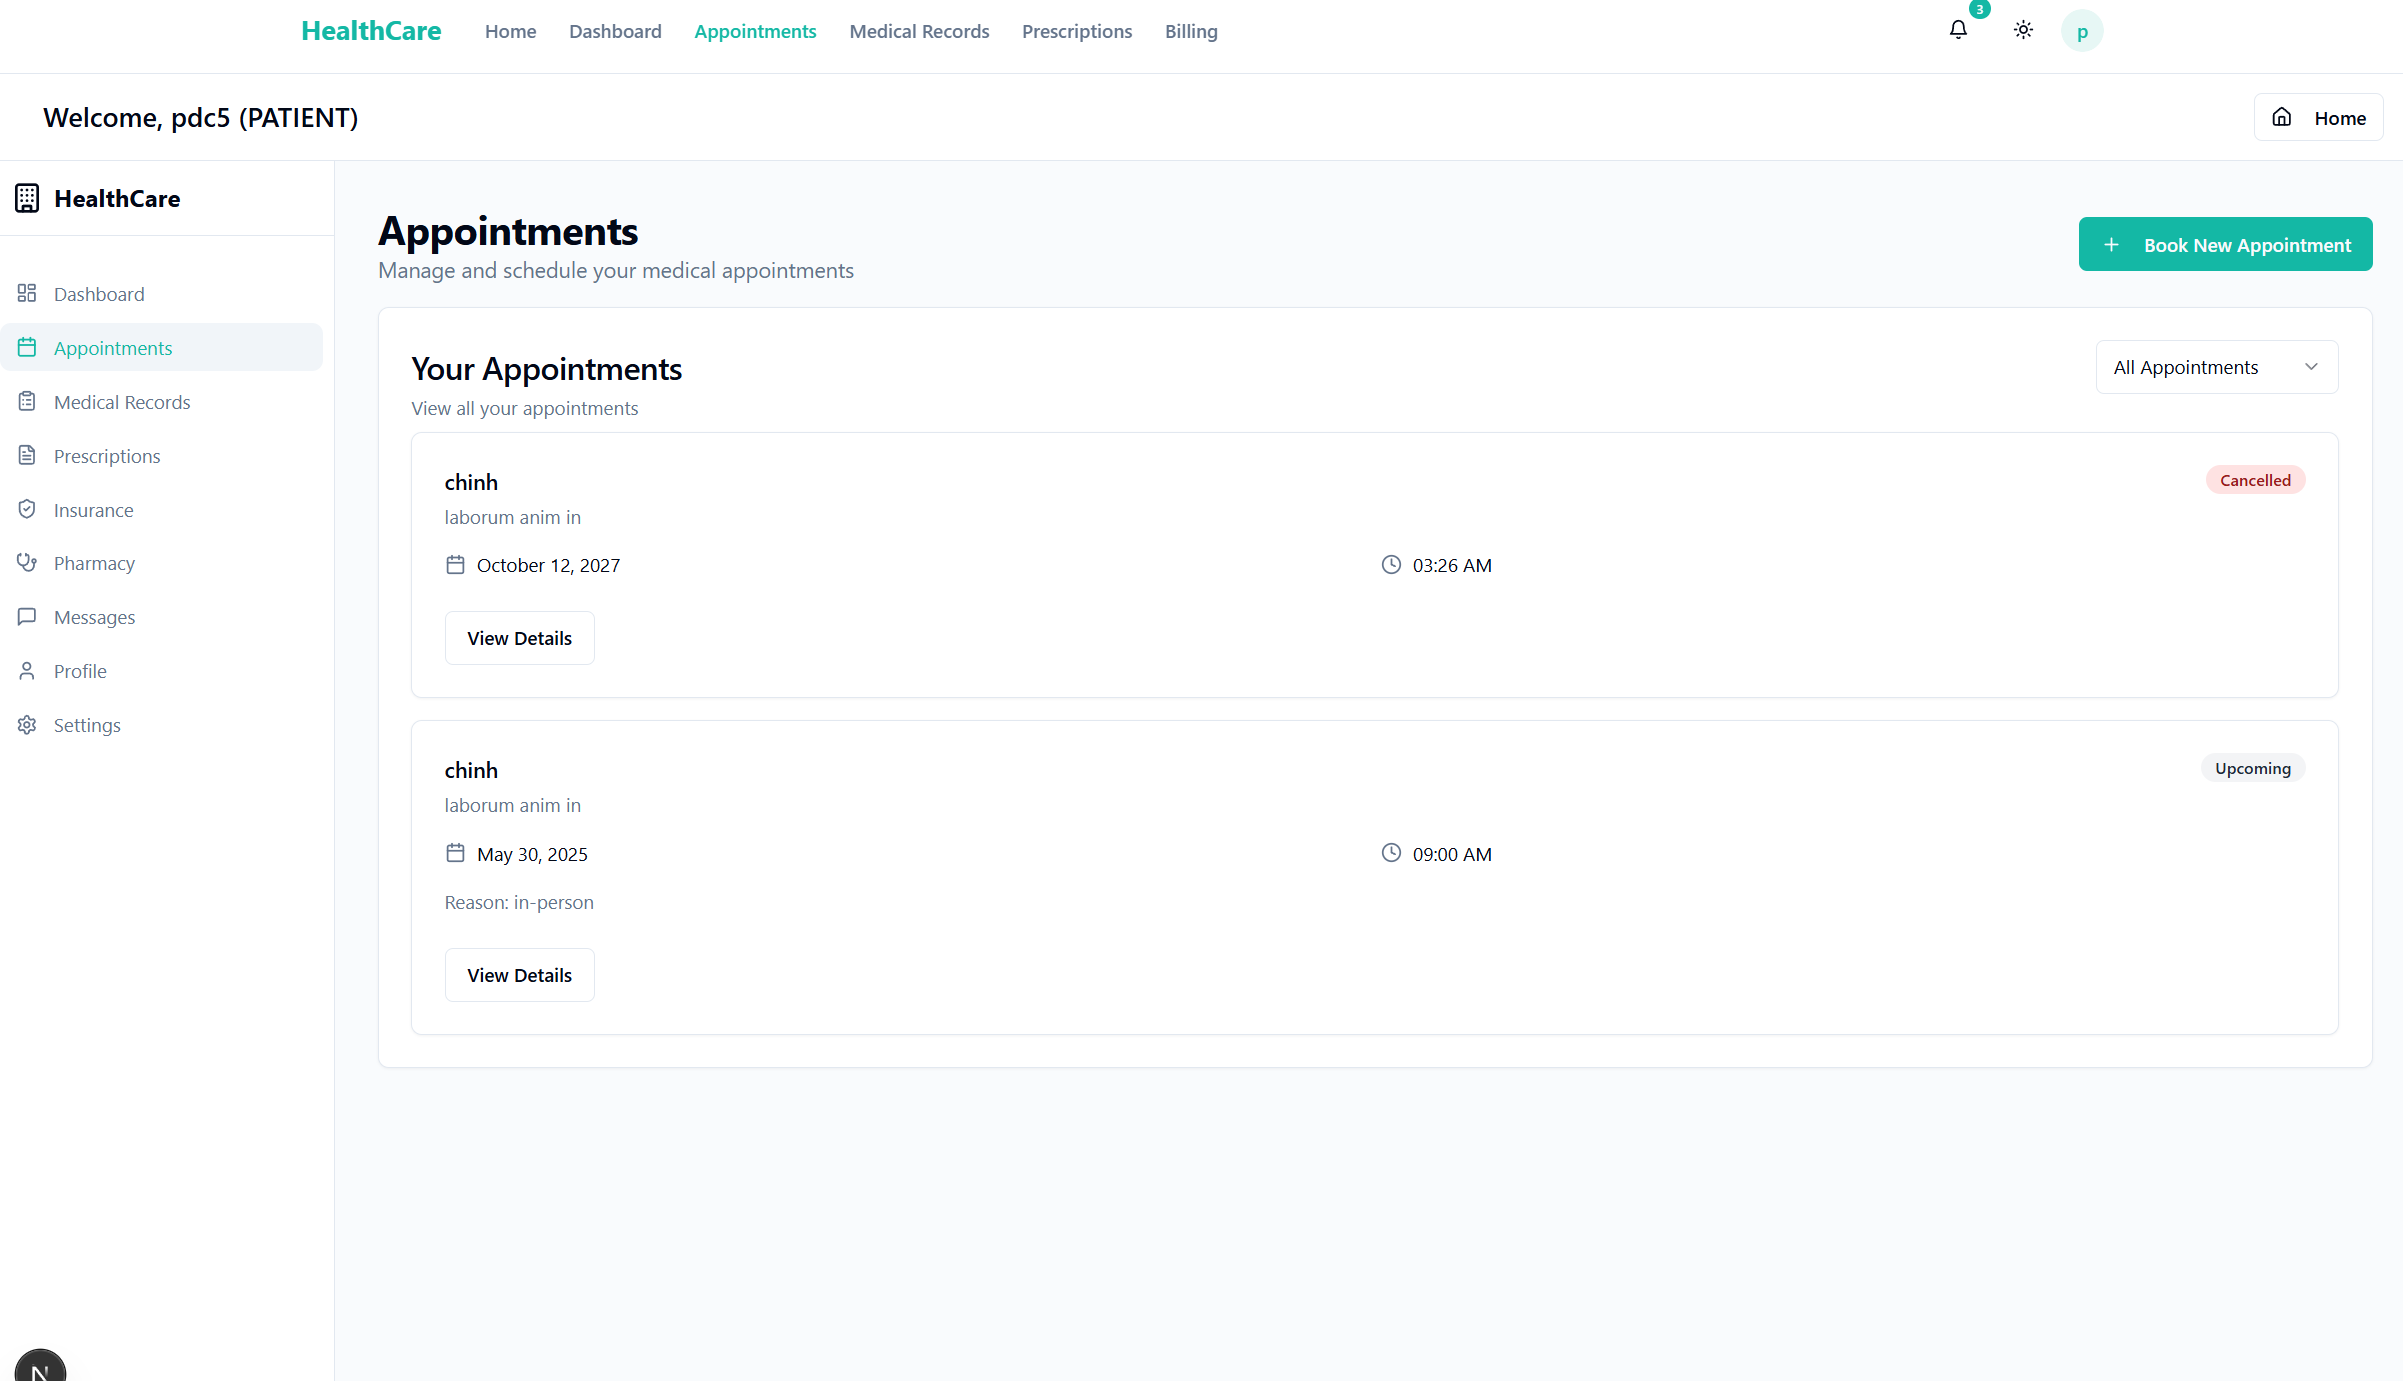 HealthCare Home Dashboard Appointments Medical Records Prescriptions Billing 3 p
Welcome, pdc5 (PATIENT) Home
HealthCare
Dashboard
Appointments
Medical Records
Prescriptions
Insurance
Pharmacy
Messages
Profile
Settings
N
Appointments
Manage and schedule your medical appointments
Book New Appointment
Your Appointments
View all your appointments
All Appointments
chinh
Cancelled
laborum anim in
October 12, 2027 03:26 AM
View Details
chinh
Upcoming
laborum anim in
May 30, 2025 09:00 AM
Reason: in-person
View Details